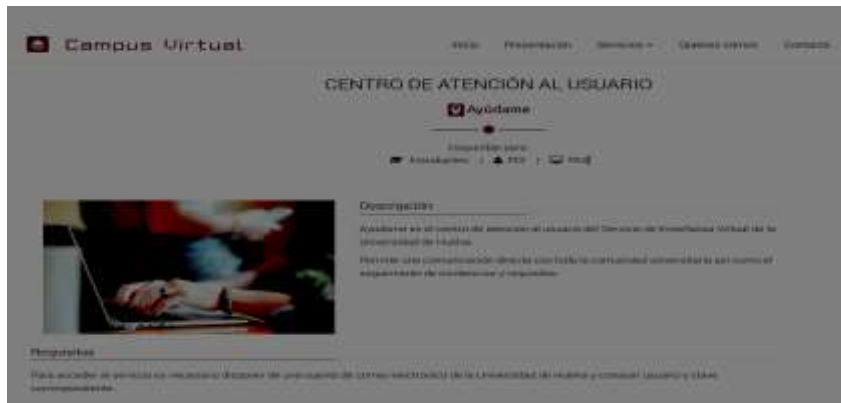 Campus Virtual
Inicio Presentación Servicios Quiénes somos Contacto
CENTRO DE ATENCIÓN AL USUARIO
Ayúdame
Disponible para:
Estudiantes | PDI | PAS
Descripción
Ayúdame es el centro de atención al usuario del Servicio de Enseñanza Virtual de la
Universidad de Huelva.
Permite una comunicación directa con toda la comunidad universitaria así como el
seguimiento de incidencias y requisitos.
Requisitos
Para acceder al servicio es necesario disponer de una cuenta de correo electrónico de la Universidad de Huelva y conocer usuario y clave
correspondiente.